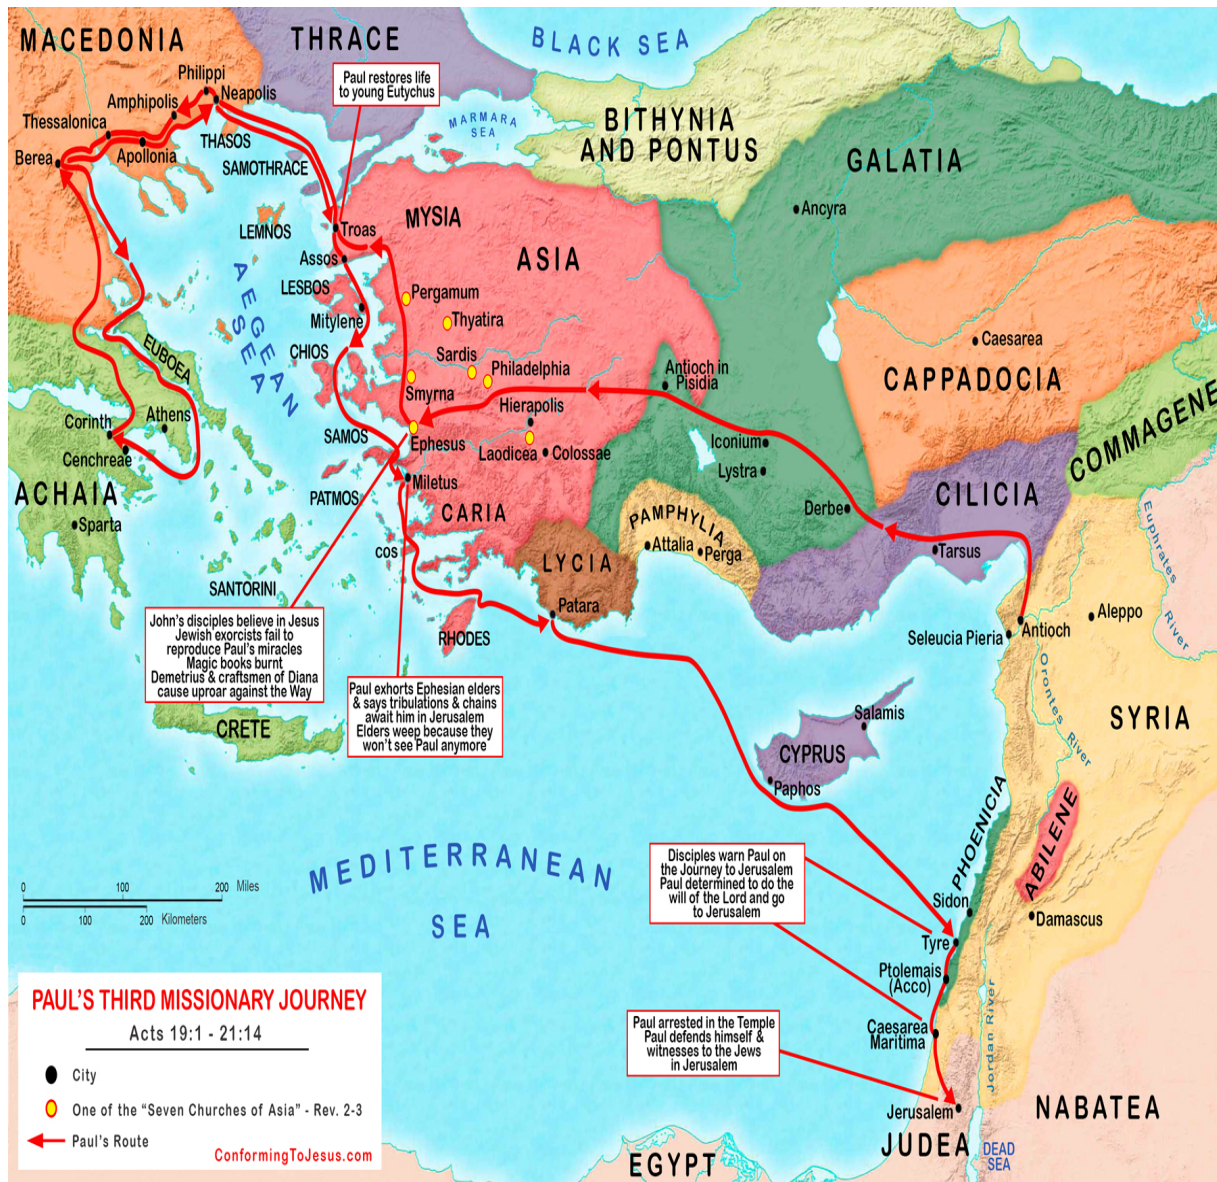 MACEDONIA
THRACE
BLACK SEA
Philippi
Neapolis
Amphipolis
Thessalonica
Apollonia
Berea
THASOS
SAMOTHRACE
Paul restores life
to young Eutychus
MARMARA
SEA
BITHYNIA
AND PONTUS
GALATIA
Ancyra
MYSIA
ASIA
LEMNOS
Troas
Assos
AEGEAN
SEA
LESBOS
Mitylene
Pergamum
Thyatira
CHIOS
Sardis
Philadelphia
Smyrna
Antioch in
Pisidia
Caesarea
CAPPADOCIA
COMMAGENE
EUBOEA
Corinth
Athens
Cenchreae
Hierapolis
SAMOS
Ephesus
Laodicea
Colossae
Iconium
Lystra
Derbe
ACHAIA
Sparta
PATMOS
Miletus
CARIA
CILICIA
PAMPHYLIA
Attalia
Perga
Tarsus
Euphrates
River
cos
LYCIA
SANTORINI
Patara
RHODES
Seleucia Pieria
Antioch
Aleppo
John's disciples believe in Jesus
Jewish exorcists fail to
reproduce Paul's miracles
Magic books burnt
Demetrius & craftsmen of Diana
cause uproar against the Way
Paul exhorts Ephesian elders
& says tribulations & chains
await him in Jerusalem
Elders weep because they
won't see Paul anymore
CRETE
Salamis
CYPRUS
Paphos
Orontes River
SYRIA
PHOENICIA
ABILENE
MEDITERRANEAN
SEA
Disciples warn Paul on
the Journey to Jerusalem
Paul determined to do the
will of the Lord and go
to Jerusalem
Sidon
Damascus
Tyre
Ptolemais
(Acco)
0 100 200 Miles
0 100 200 Kilometers
Caesarea
Maritima
Jordan River
Paul arrested in the Temple
Paul defends himself &
witnesses to the Jews
in Jerusalem
Jerusalem
JUDEA
DEAD
SEA
NABATEA
EGYPT
PAUL'S THIRD MISSIONARY JOURNEY
Acts 19:1 - 21:14
City
One of the “Seven Churches of Asia” - Rev. 2-3
Paul's Route
ConformingToJesus.com